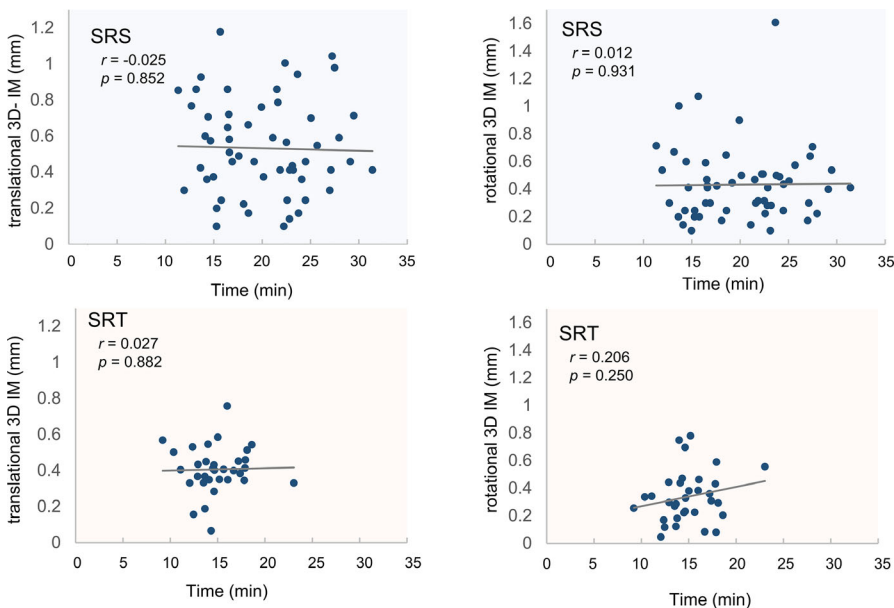 SRS
r = -0.025
p = 0.852
translational 3D- IM (mm)
1.2
1
0.8
0.6
0.4
0.2
0
0 5 10 15 20 25 30 35
Time (min)
SRS
r = 0.012
p = 0.931
rotational 3D IM (mm)
1.6
1.4
1.2
1
0.8
0.6
0.4
0.2
0
0 5 10 15 20 25 30 35
Time (min)
SRT
r = 0.027
p = 0.882
translational 3D IM (mm)
1.2
1
0.8
0.6
0.4
0.2
0
0 5 10 15 20 25 30 35
Time (min)
SRT
r = 0.206
p = 0.250
rotational 3D IM (mm)
1.6
1.4
1.2
1
0.8
0.6
0.4
0.2
0
0 5 10 15 20 25 30 35
Time (min)